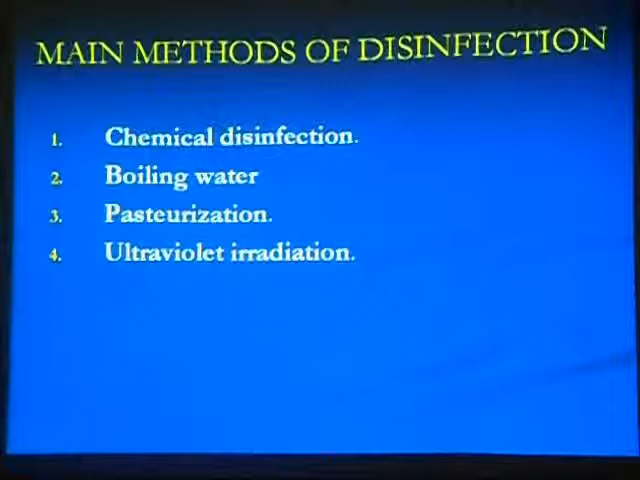 MAIN METHODS OF DISINFECTION
1. Chemical disinfection.
2. Boiling water
3. Pasteurization.
4. Ultraviolet irradiation.